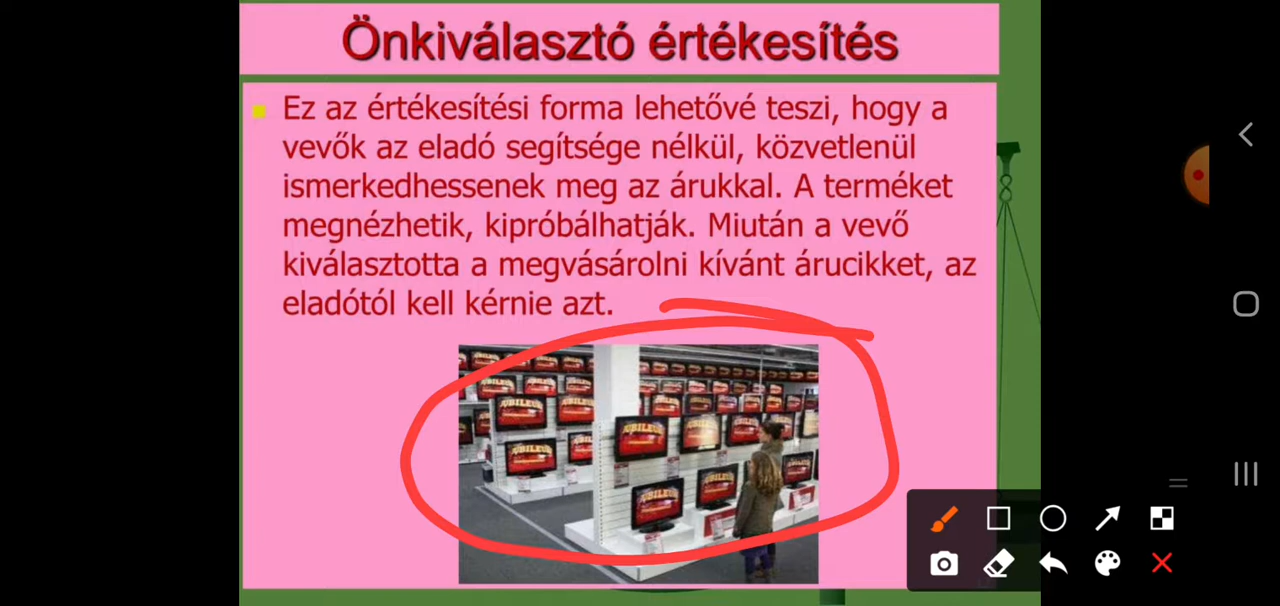 Önkiválasztó értékesítés
Ez az értékesítési forma lehetővé teszi, hogy a
vevők az eladó segítsége nélkül, közvetlenül
ismerkedhessenek meg az árukkal. A terméket
megnézhetik, kipróbálhatják. Miután a vevő
kiválasztotta a megvásárolni kívánt árucikket, az
eladótól kell kérnie azt.
JUBILEUM